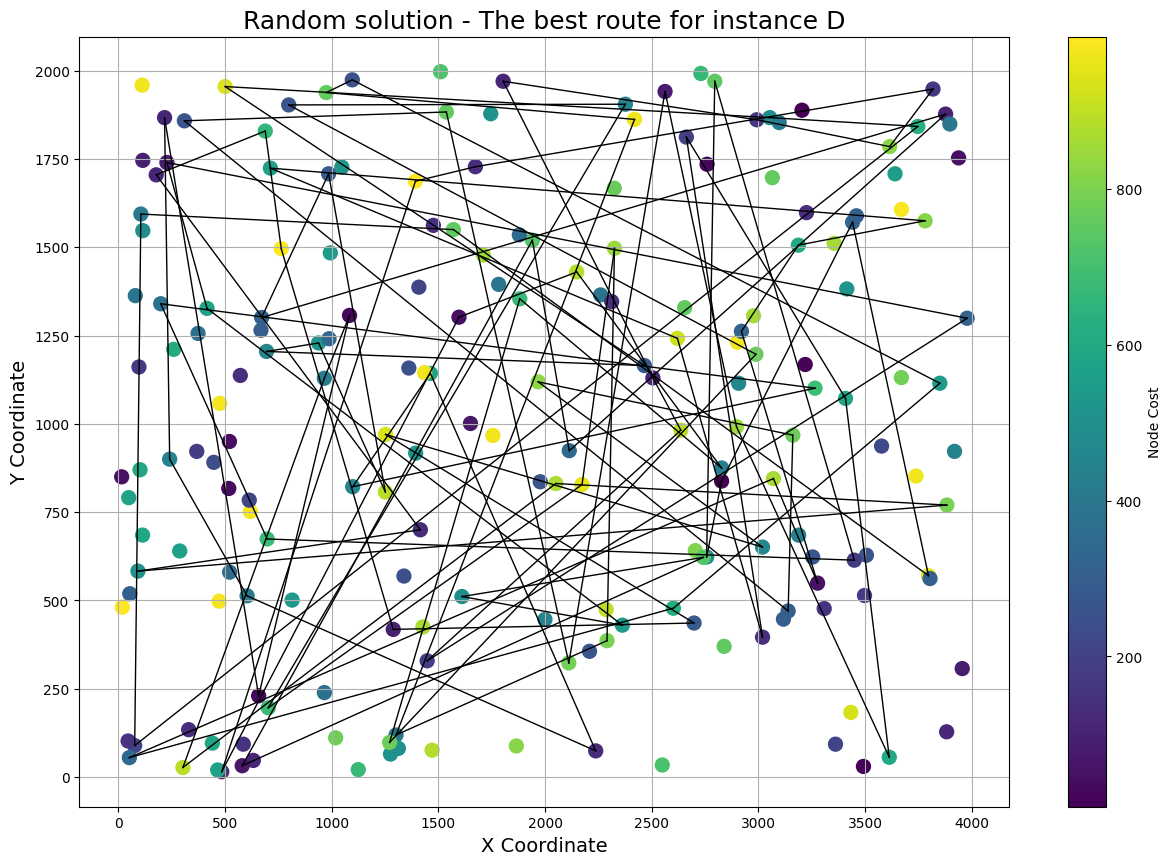 Random solution - The best route for instance D
2000
1750
1500
1250
1000
750
500
250
0
Y Coordinate
0 500 1000 1500 2000 2500 3000 3500 4000
X Coordinate
800
600
400
200
Node Cost